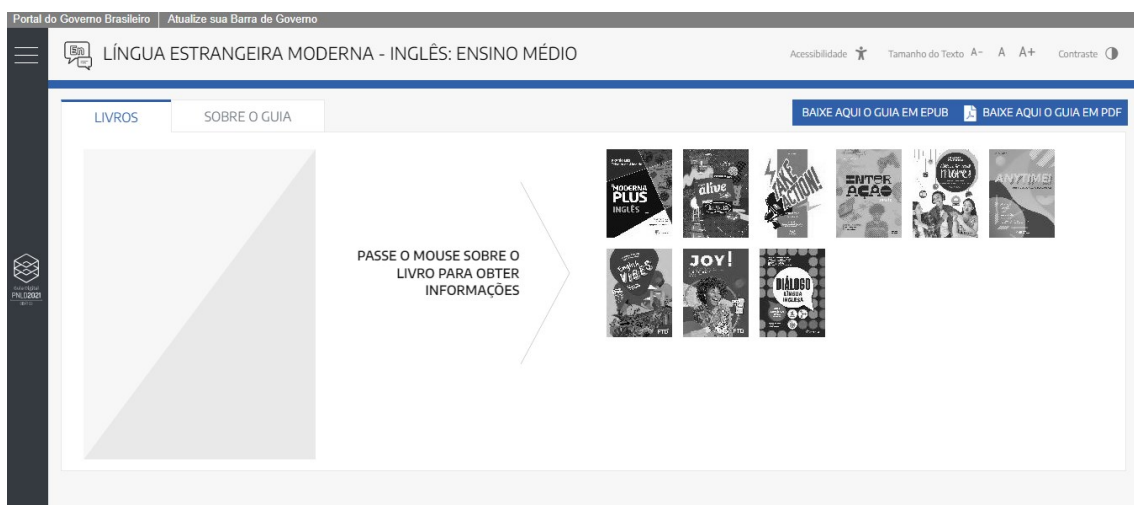 Portal do Governo Brasileiro Atualize sua Barra de Governo
LÍNGUA ESTRANGEIRA MODERNA - INGLÊS: ENSINO MÉDIO
Acessibilidade Tamanho do Texto A- A A+ Contraste
LIVROS SOBRE O GUIA
BAIXE AQUI O GUIA EM EPUB BAIXE AQUI O GUIA EM PDF
PASSE O MOUSE SOBRE O
LIVRO PARA OBTER
INFORMAÇÕES
MODERNA
PLUS
INGLÊS
alive
TAKE
ACTION!
ENTER
AÇÃO
more!
ANYTIME!
English
VIBES
FTD
JOY!
FTD
DIÁLOGO
LÍNGUA
INGLESA
PNLD2021